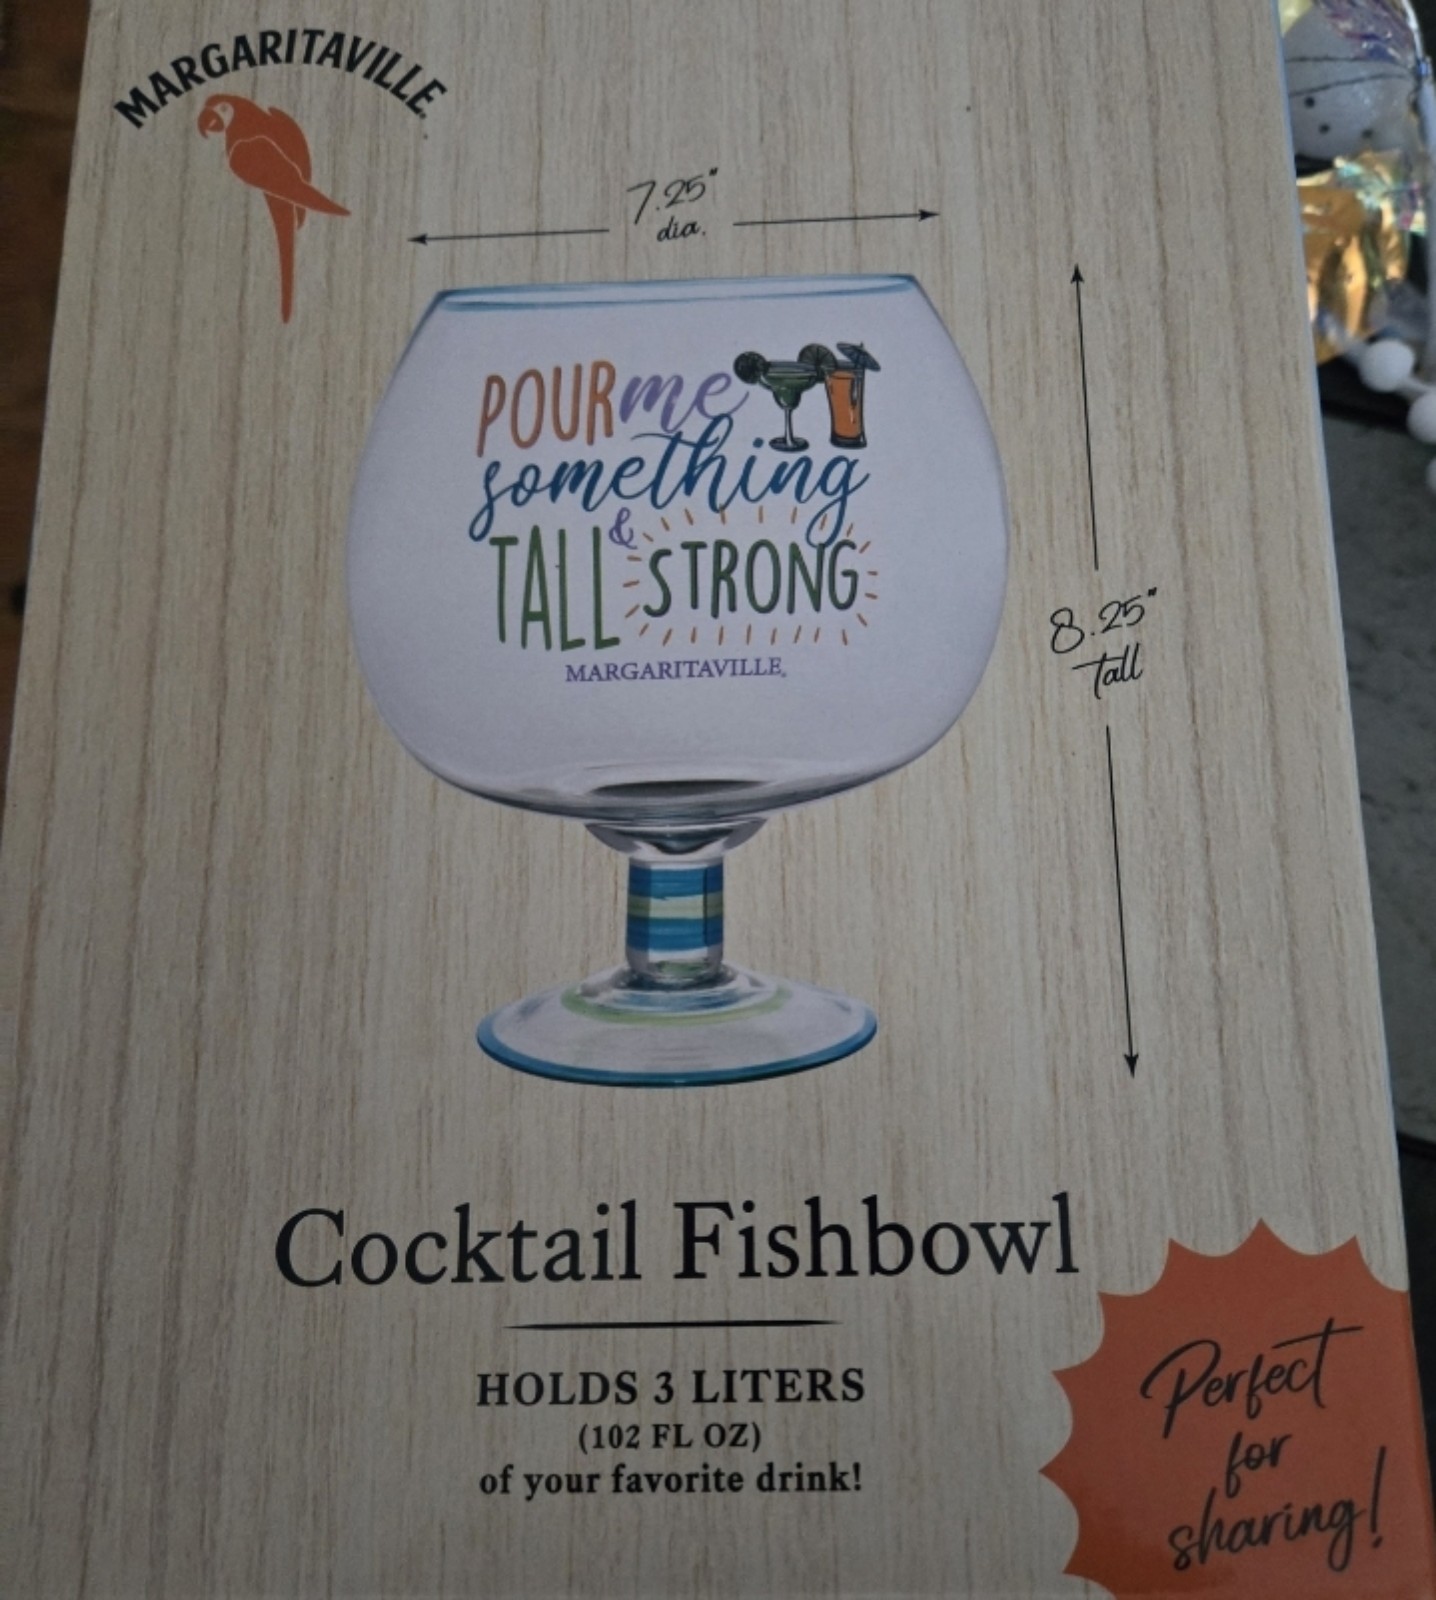 MARGARITAVILLE
7.25"
dia.
POUR me
something
&
TALL STRONG
MARGARITAVILLE®
8.25"
Tall
Cocktail Fishbowl
HOLDS 3 LITERS
(102 FL OZ)
of your favorite drink!
Perfect
for
sharing!